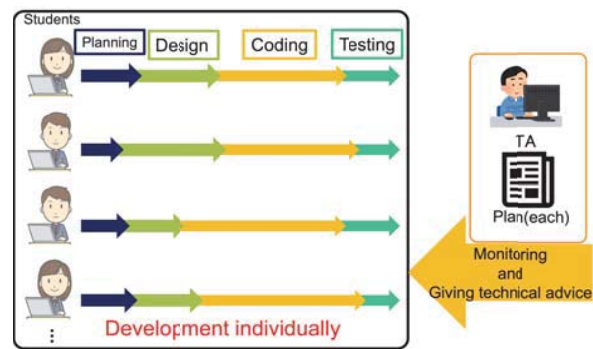 Students
Planning
Design
Coding
Testing
Development individually
TA
Plan(each)
Monitoring
and
Giving technical advice